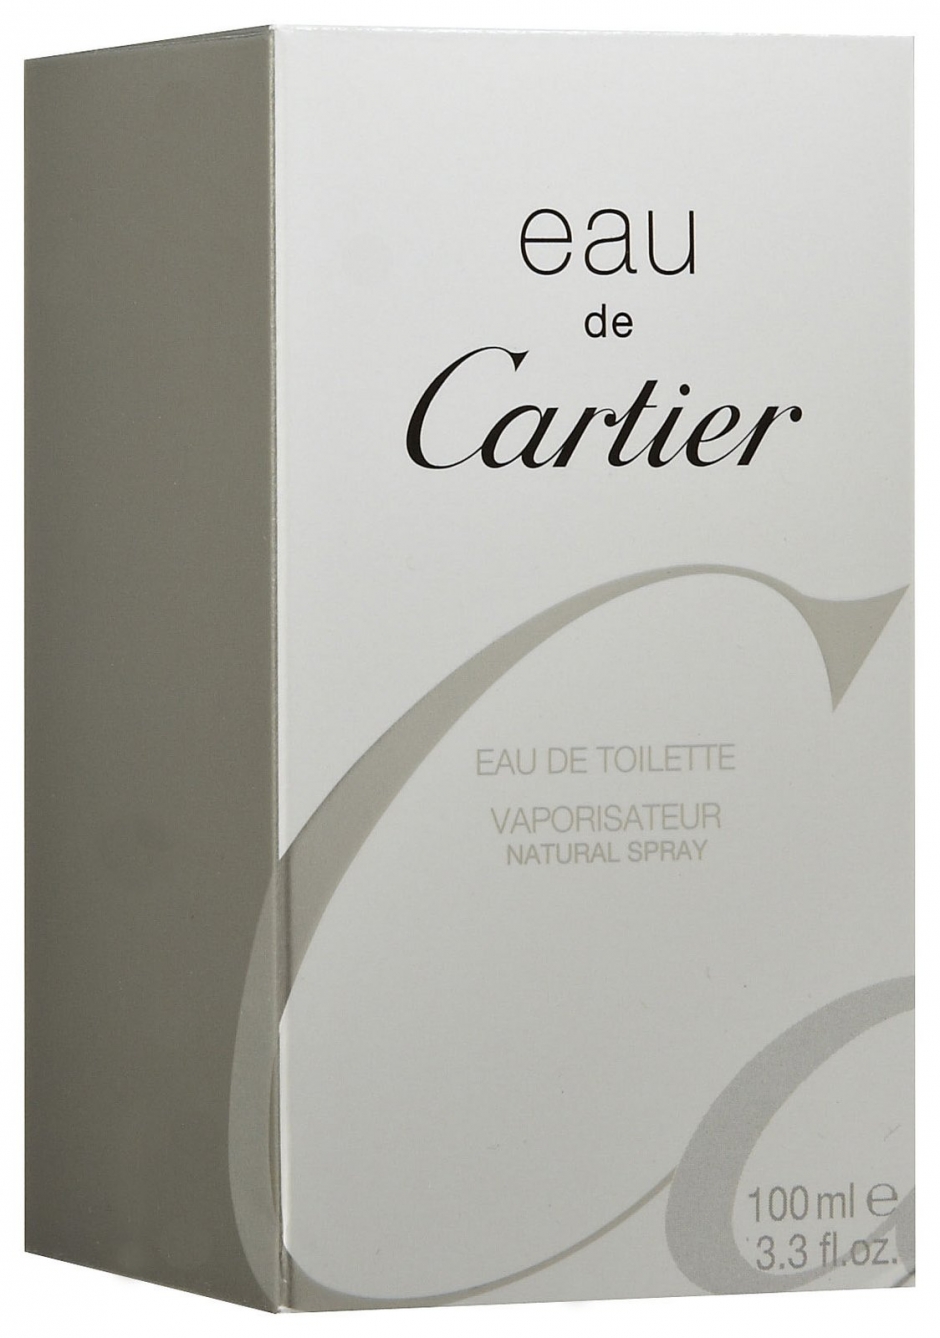 eau
de
Cartier
EAU DE TOILETTE
VAPORISATEUR
NATURAL SPRAY
100 ml ℮
3.3 fl.oz.